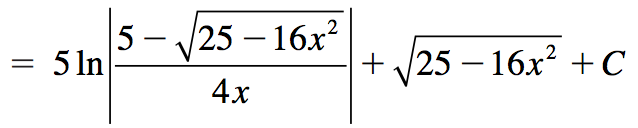 = 5 ln |(5 − √(25 − 16x²)) / (4x)| + √(25 − 16x²) + C